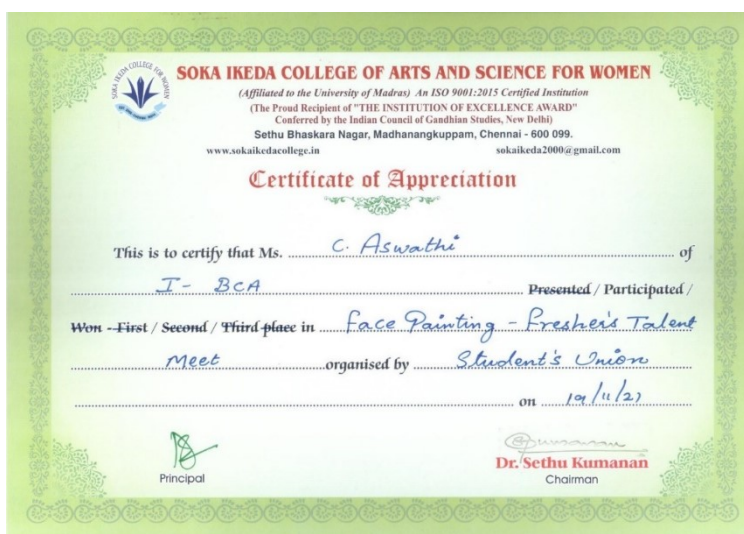 SOKA IKEDA COLLEGE OF ARTS AND SCIENCE FOR WOMEN
(Affiliated to the University of Madras) An ISO 9001:2015 Certified Institution
(The Proud Recipient of "THE INSTITUTION OF EXCELLENCE AWARD"
Conferred by the Indian Council of Gandhian Studies, New Delhi)
Sethu Bhaskara Nagar, Madhanangkuppam, Chennai - 600 099.
www.sokaikedacollege.in sokaikeda2000@gmail.com
Certificate of Appreciation
This is to certify that Ms. C. Aswathi of
I - BCA Presented / Participated /
Won - First / Second / Third place in Face Painting - Fresher's Talent
Meet organised by Student's Union
on
Principal
Dr. Sethu Kumanan
Chairman